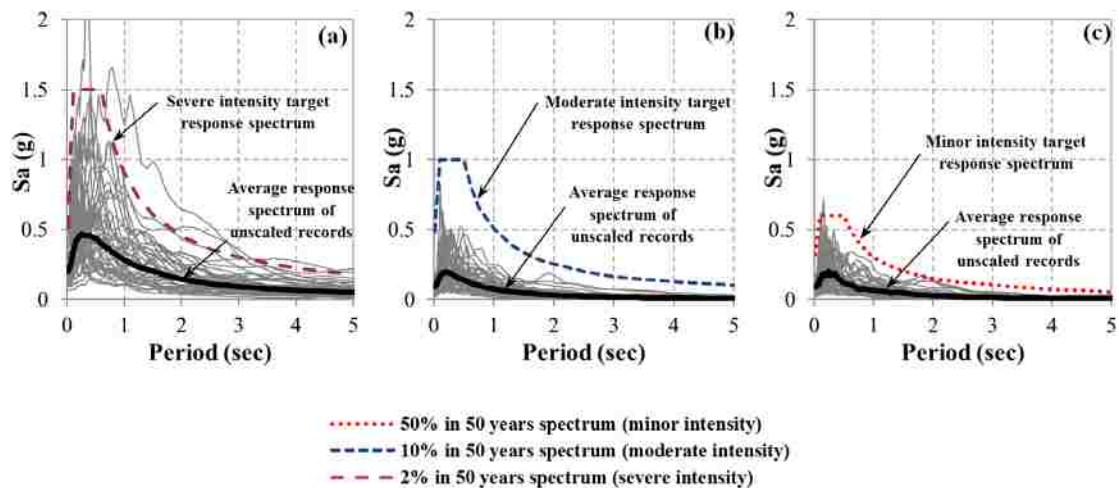 (a)
Sa (g)
2
1.5
1
0.5
0
Severe intensity target
response spectrum
Average response
spectrum of
unscaled records
0 1 2 3 4 5
Period (sec)
(b)
Sa (g)
2
1.5
1
0.5
0
Moderate intensity target
response spectrum
Average response
spectrum of
unscaled records
0 1 2 3 4 5
Period (sec)
(c)
Sa (g)
2
1.5
1
0.5
0
Minor intensity target
response spectrum
Average response
spectrum of
unscaled records
0 1 2 3 4 5
Period (sec)
50% in 50 years spectrum (minor intensity)
10% in 50 years spectrum (moderate intensity)
2% in 50 years spectrum (severe intensity)